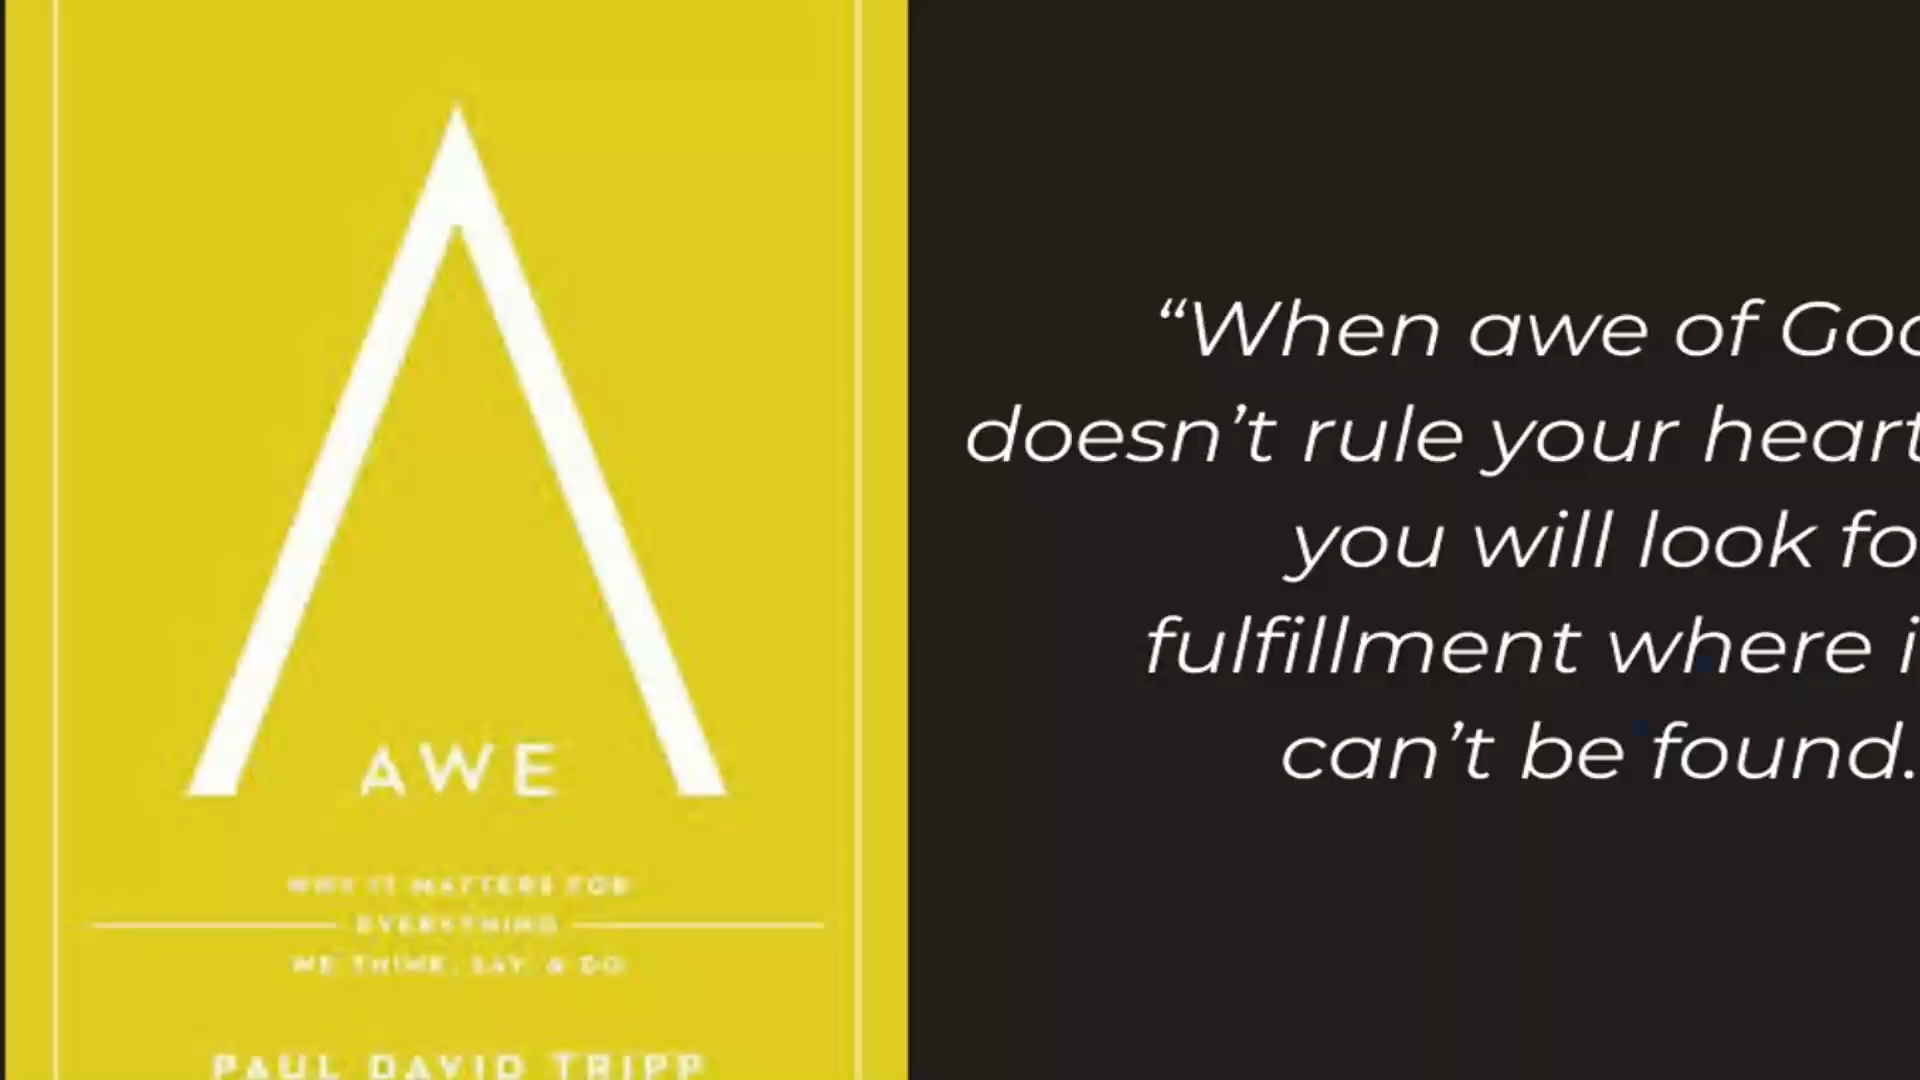 AWE
WHY IT MATTERS FOR
EVERYTHING
WE THINK, SAY, & DO
PAUL DAVID TRIPP
“When awe of Go
doesn’t rule your heart
you will look fo
fulfillment where i
can’t be found.